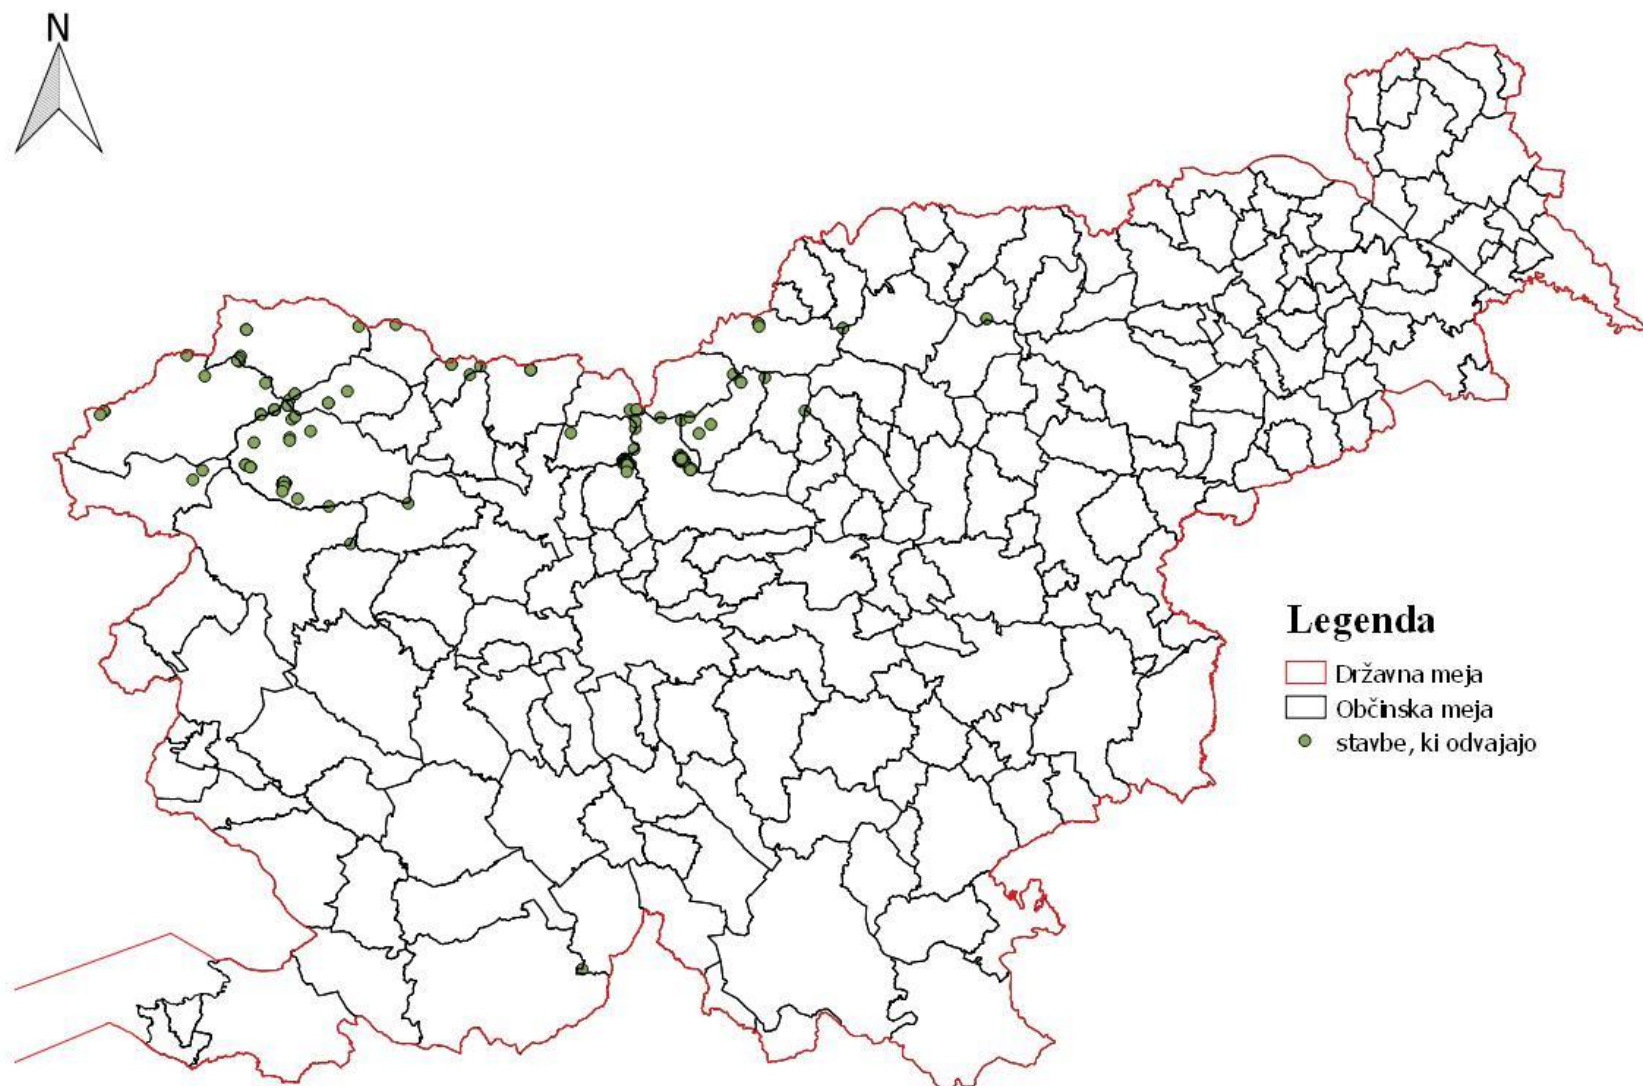 N
Legenda
Državna meja
Občinska meja
stavbe, ki odvajajo